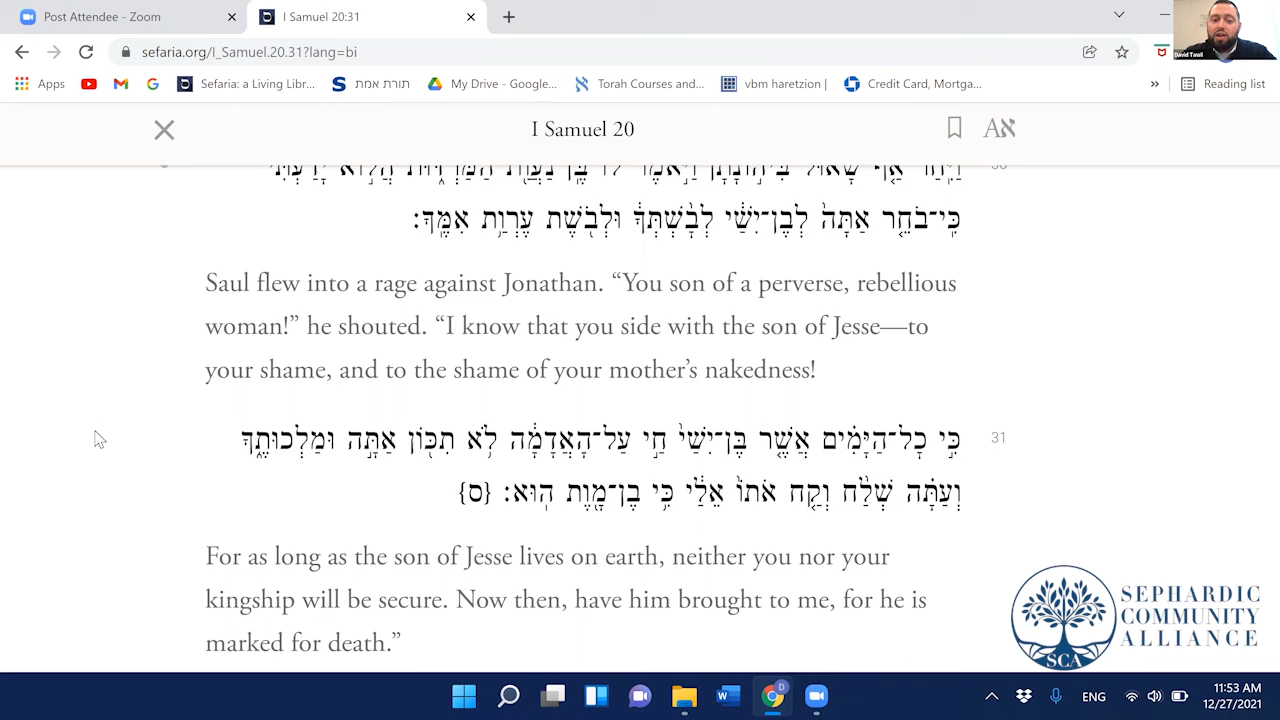 Post Attendee - Zoom
I Samuel 20:31
sefaria.org/I_Samuel.20.31?lang=bi
David Tawil
Apps
Sefaria: a Living Libr...
תורת אמת
My Drive - Google...
Torah Courses and...
vbm haretzion |
Credit Card, Mortga...
»
Reading list
I Samuel 20
Aא
כִּֽי־בֹחֵ֤ר אַתָּה֙ לְבֶן־יִשַׁ֔י לְבׇ֨שְׁתְּךָ֔ וּלְבֹ֖שֶׁת עֶרְוַ֥ת אִמֶּֽךָ׃
Saul flew into a rage against Jonathan. “You son of a perverse, rebellious
woman!” he shouted. “I know that you side with the son of Jesse—to
your shame, and to the shame of your mother’s nakedness!
31
כִּ֣י כׇל־הַיָּמִ֗ים אֲשֶׁ֤ר בֶּן־יִשַׁי֙ חַ֣י עַל־הָאֲדָמָ֔ה לֹ֥א תִכּ֖וֹן אַתָּ֣ה וּמַלְכוּתֶ֑ךָ
וְעַתָּ֗ה שְׁלַ֨ח וְקַ֤ח אֹתוֹ֙ אֵלַ֔י כִּ֥י בֶן־מָ֖וֶת הֽוּא׃ {ס}
For as long as the son of Jesse lives on earth, neither you nor your
kingship will be secure. Now then, have him brought to me, for he is
marked for death.”
SEPHARDIC
COMMUNITY
ALLIANCE
SCA
ENG
11:53 AM
12/27/2021